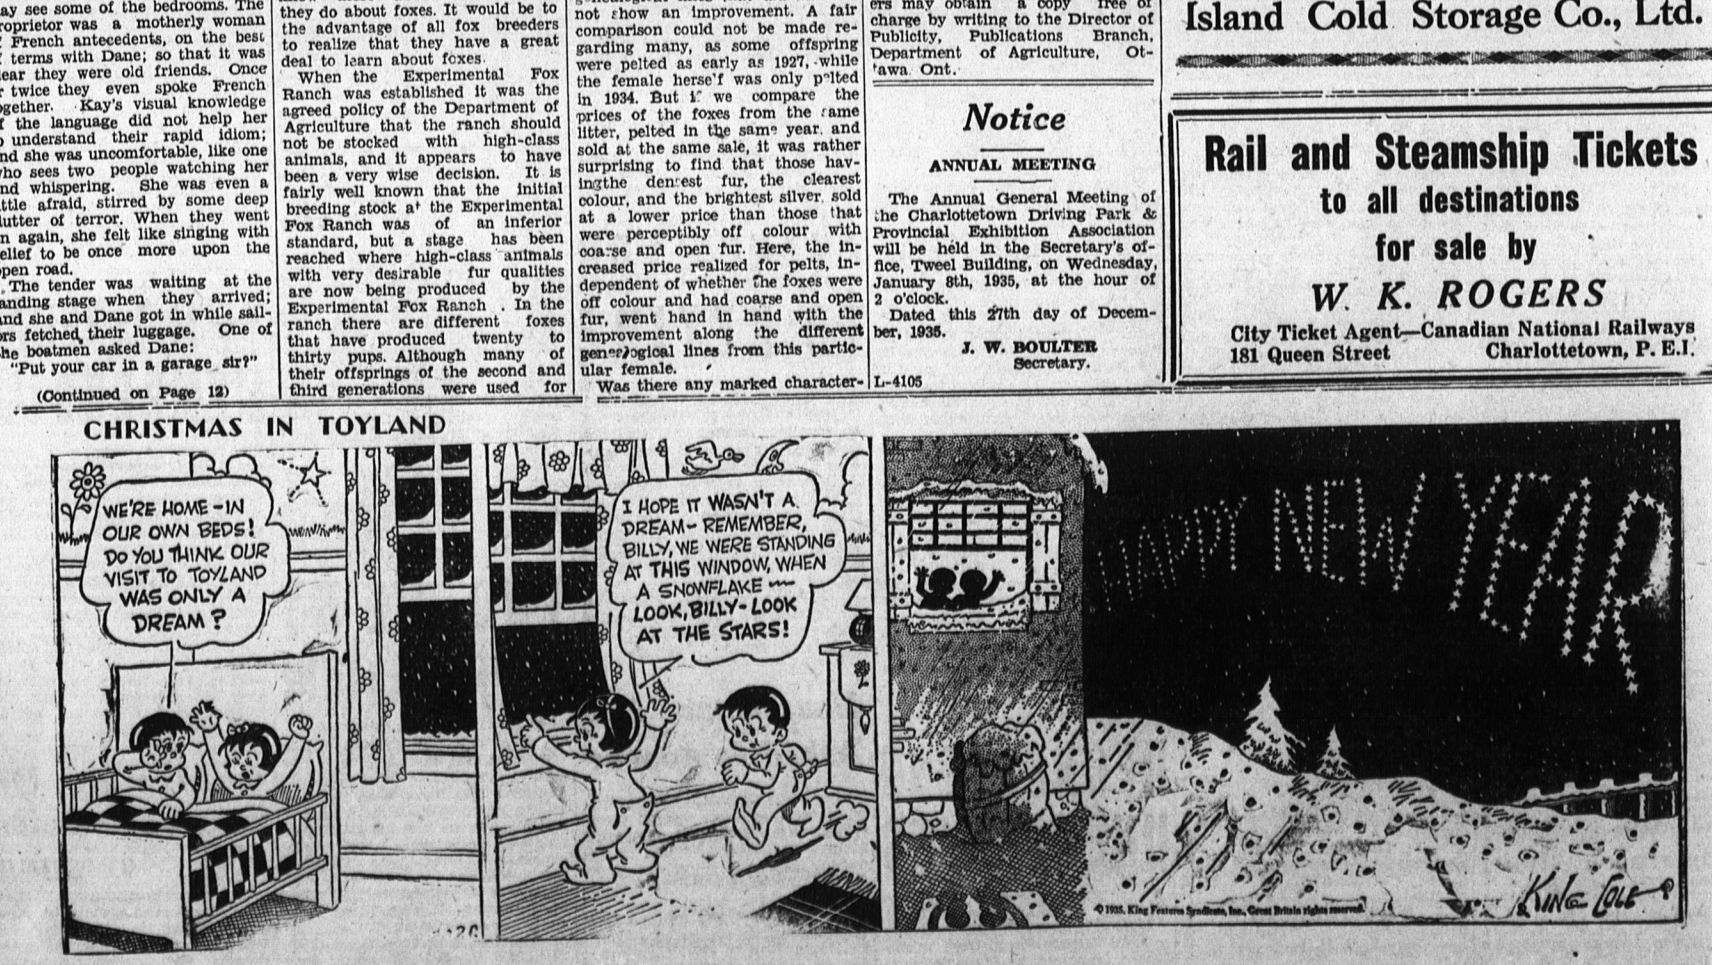 ay see some of the bedrooms. The
roprietor was a motherly woman
French antecedents, on the best
terms with Dane; so that it was
lear they were old friends. Once
r twice they even spoke French
ogether. Kay's visual knowledge
f the language did not help her
o understand their rapid idiom;
nd she was uncomfortable, like one
ho sees two people watching her
nd whispering. She was even a
ttle afraid, stirred by some deep
lutter of terror. When they went
n again, she felt like singing with
elief to be once more upon the
pen road.
The tender was waiting at the
anding stage when they arrived;
nd she and Dane got in while sail-
rs fetched their luggage. One of
he boatmen asked Dane:
"Put your car in a garage sir?"
(Continued on Page 12)
they do about foxes. It would be to
the advantage of all fox breeders
to realize that they have a great
deal to learn about foxes.
When the Experimental Fox
Ranch was established it was the
agreed policy of the Department of
Agriculture that the ranch should
not be stocked with high-class
animals, and it appears to have
been a very wise decision. It is
fairly well known that the initial
breeding stock at the Experimental
Fox Ranch was of an inferior
standard, but a stage has been
reached where high-class animals
with very desirable fur qualities
are now being produced by the
Experimental Fox Ranch . In the
ranch there are different foxes
that have produced twenty to
thirty pups. Although many of
their offsprings of the second and
third generations were used for
not show an improvement. A fair
comparison could not be made re-
garding many, as some offspring
were pelted as early as 1927, while
the female herself was only pelted
in 1934. But if we compare the
prices of the foxes from the same
litter, pelted in the same year, and
sold at the same sale, it was rather
surprising to find that those hav-
ingthe densest fur, the clearest
colour, and the brightest silver sold
at a lower price than those that
were perceptibly off colour with
coarse and open fur. Here, the in-
creased price realized for pelts, in-
dependent of whether the foxes were
off colour and had coarse and open
fur, went hand in hand with the
improvement along the different
genealogical lines from this partic-
ular female.
Was there any marked character-
ers may obtain a copy free of
charge by writing to the Director of
Publicity, Publications Branch,
Department of Agriculture, Ot-
tawa. Ont.
Notice
ANNUAL MEETING
The Annual General Meeting of
the Charlottetown Driving Park &
Provincial Exhibition Association
will be held in the Secretary's of-
fice, Tweel Building, on Wednesday,
January 8th, 1935, at the hour of
2 o'clock.
Dated this 27th day of Decem-
ber, 1935.
J. W. BOULTER
Secretary.
L-4105
Island Cold Storage Co., Ltd.
Rail and Steamship Tickets
to all destinations
for sale by
W. K. ROGERS
City Ticket Agent—Canadian National Railways
181 Queen Street Charlottetown, P. E.I.
CHRISTMAS IN TOYLAND
WE'RE HOME - IN
OUR OWN BEDS!
DO YOU THINK OUR
VISIT TO TOYLAND
WAS ONLY A
DREAM?
I HOPE IT WASN'T A
DREAM - REMEMBER,
BILLY, WE WERE STANDING
AT THIS WINDOW, WHEN
A SNOWFLAKE —
LOOK, BILLY - LOOK
AT THE STARS!
HAPPY NEW YEAR
© 1935, King Features Syndicate, Inc., Great Britain rights reserved.
KING COLE